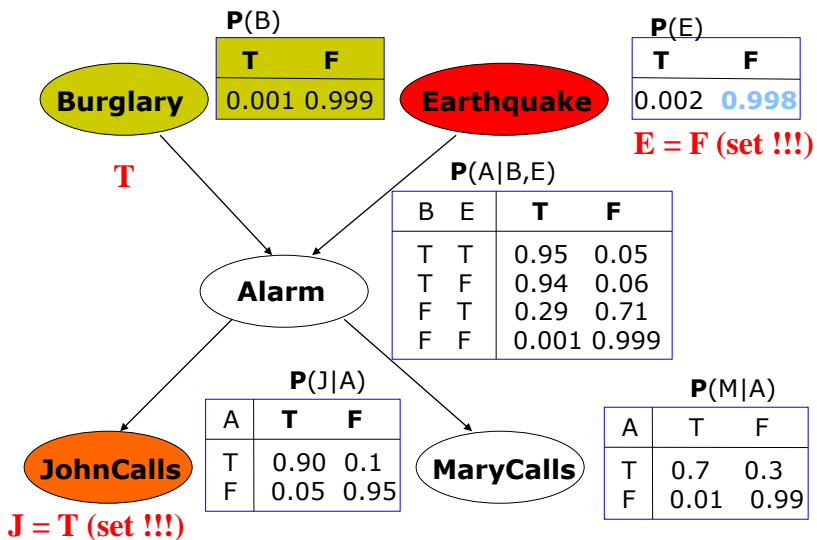 P(B)
T F
0.001 0.999
Burglary
Earthquake
P(E)
T F
0.002 0.998
E = F (set !!!)
T
P(A|B,E)
B E T F
T T 0.95 0.05
T F 0.94 0.06
F T 0.29 0.71
F F 0.001 0.999
Alarm
P(J|A)
A T F
T 0.90 0.1
F 0.05 0.95
P(M|A)
A T F
T 0.7 0.3
F 0.01 0.99
JohnCalls
MaryCalls
J = T (set !!!)